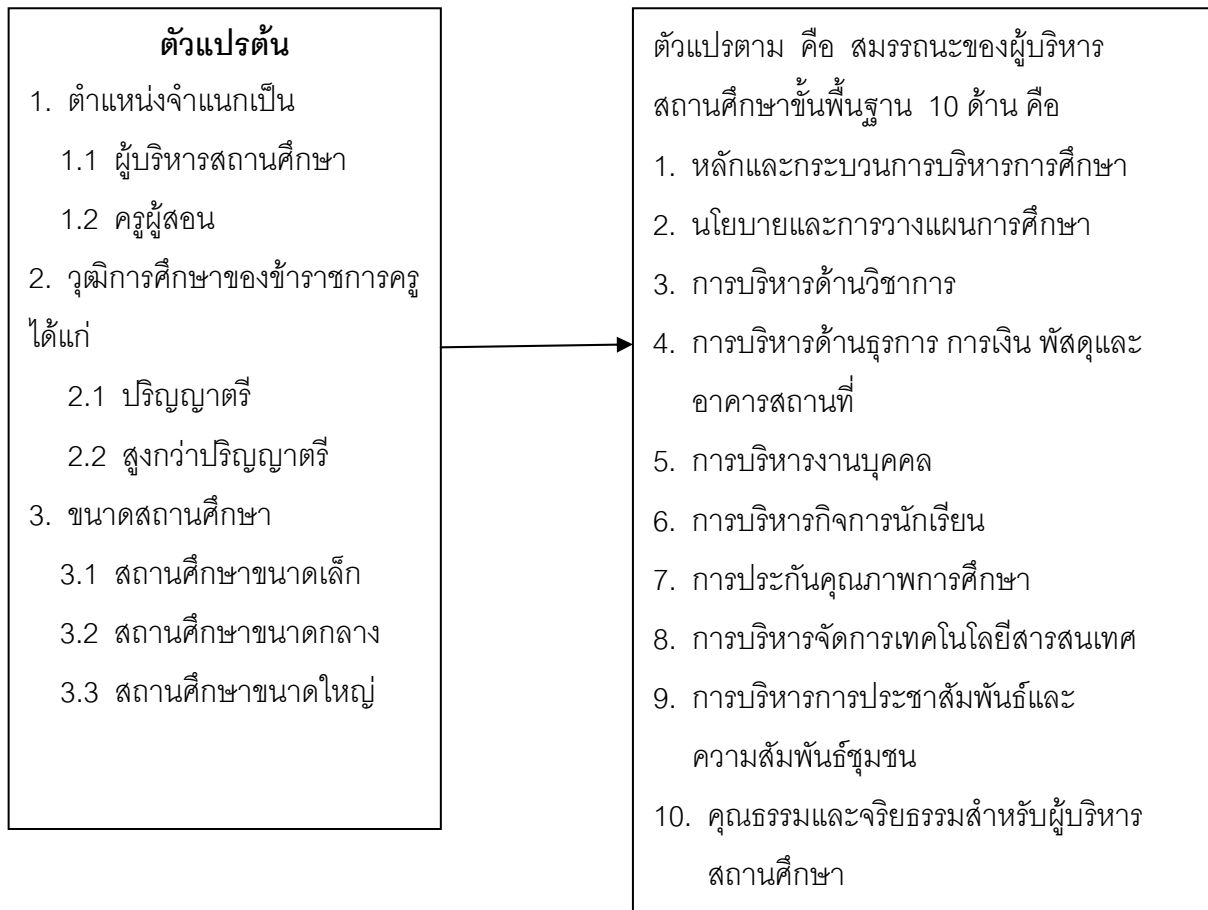 ตัวแปรต้น
1. ตำแหน่งจำแนกเป็น
1.1 ผู้บริหารสถานศึกษา
1.2 ครูผู้สอน
2. วุฒิการศึกษาของข้าราชการครู
ได้แก่
2.1 ปริญญาตรี
2.2 สูงกว่าปริญญาตรี
3. ขนาดสถานศึกษา
3.1 สถานศึกษาขนาดเล็ก
3.2 สถานศึกษาขนาดกลาง
3.3 สถานศึกษาขนาดใหญ่
ตัวแปรตาม คือ สมรรถนะของผู้บริหาร
สถานศึกษาขั้นพื้นฐาน 10 ด้าน คือ
1. หลักและกระบวนการบริหารการศึกษา
2. นโยบายและการวางแผนการศึกษา
3. การบริหารด้านวิชาการ
4. การบริหารด้านธุรการ การเงิน พัสดุและ
อาคารสถานที่
5. การบริหารงานบุคคล
6. การบริหารกิจการนักเรียน
7. การประกันคุณภาพการศึกษา
8. การบริหารจัดการเทคโนโลยีสารสนเทศ
9. การบริหารการประชาสัมพันธ์และ
ความสัมพันธ์ชุมชน
10. คุณธรรมและจริยธรรมสำหรับผู้บริหาร
สถานศึกษา